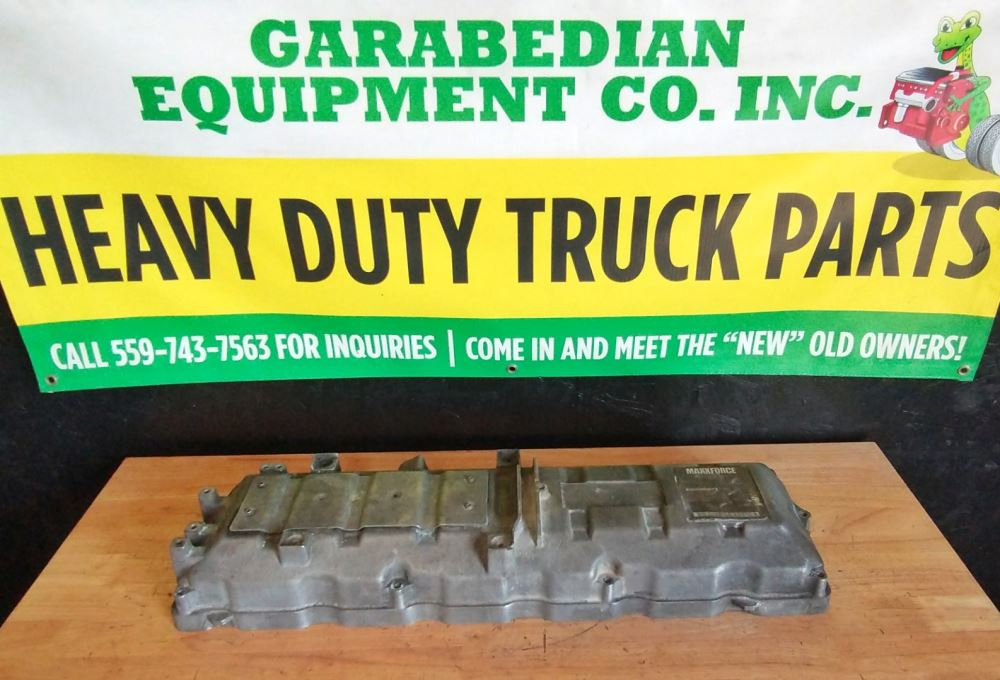 GARABEDIAN
EQUIPMENT CO. INC.
HEAVY DUTY TRUCK PARTS
CALL 559-743-7563 FOR INQUIRIES | COME IN AND MEET THE “NEW” OLD OWNERS!
MAXXFORCE